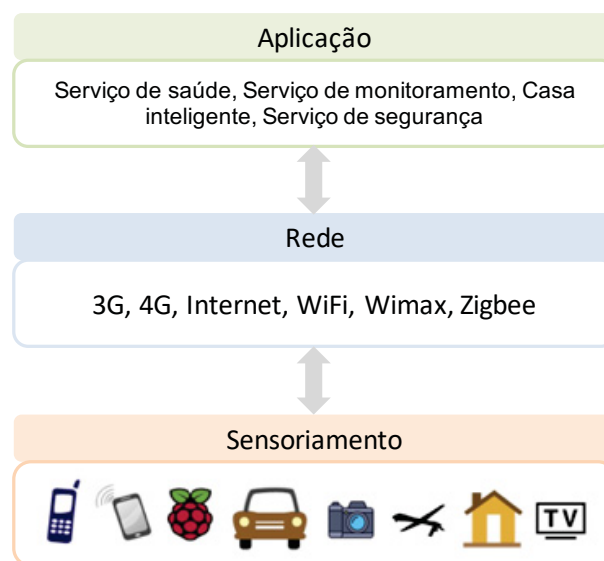 Aplicação
Serviço de saúde, Serviço de monitoramento, Casa
inteligente, Serviço de segurança
Rede
3G, 4G, Internet, WiFi, Wimax, Zigbee
Sensoriamento
TV